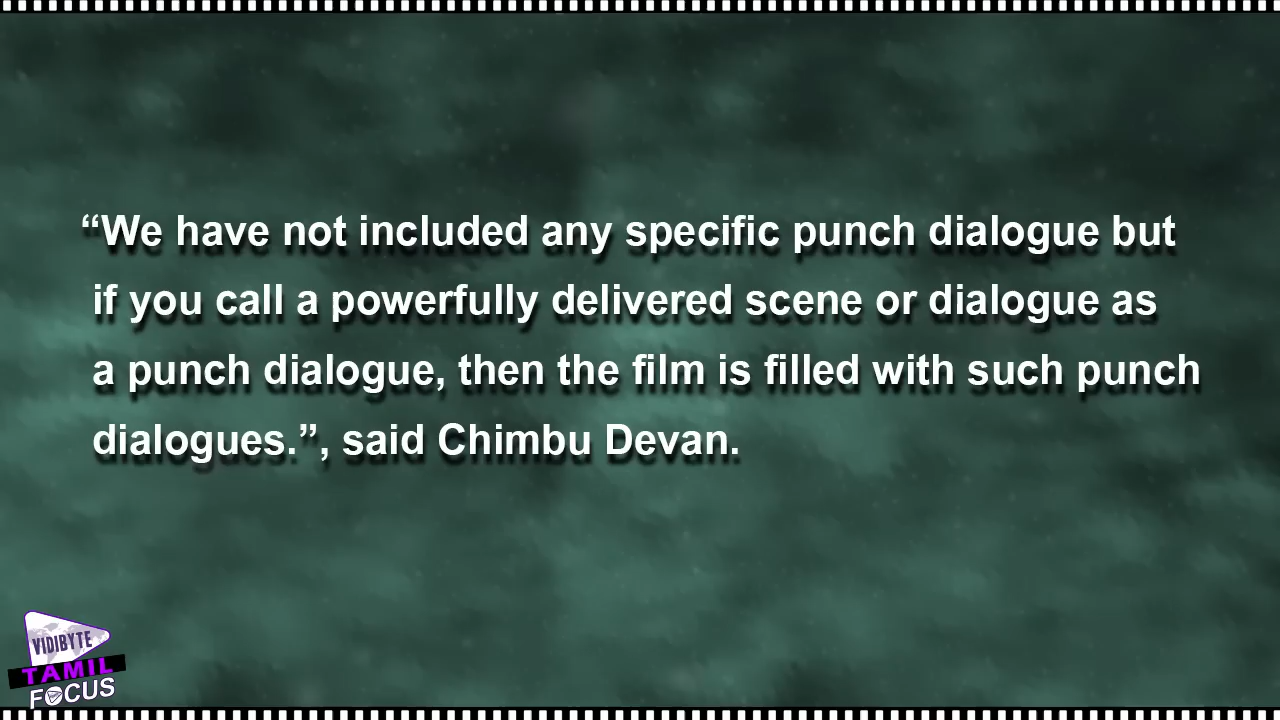 “We have not included any specific punch dialogue but
if you call a powerfully delivered scene or dialogue as
a punch dialogue, then the film is filled with such punch
dialogues.”, said Chimbu Devan.
VIDIBYTE
TAMIL
FOCUS